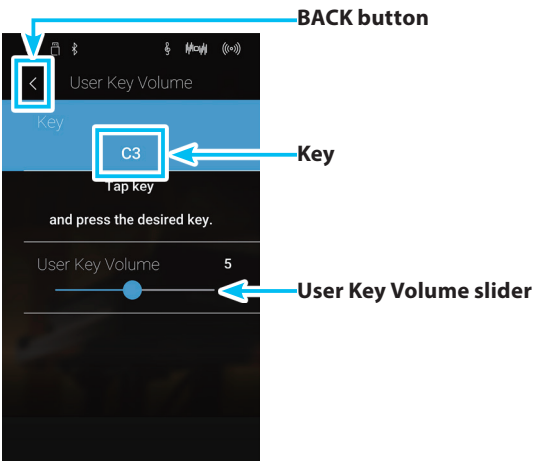 BACK button
User Key Volume
Key
C3
Key
Tap key
and press the desired key.
User Key Volume 5
User Key Volume slider